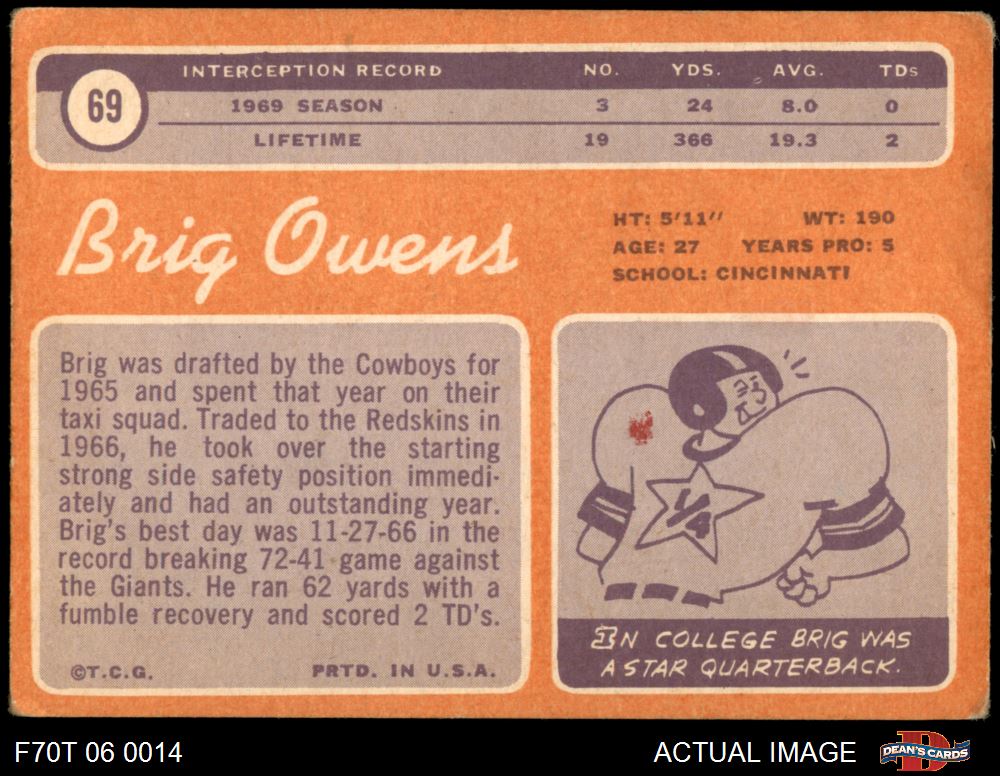 INTERCEPTION RECORD NO. YDS. AVG. TDs
69
1969 SEASON 3 24 8.0 0
LIFETIME 19 366 19.3 2
Brig Owens
HT: 5'11" WT: 190
AGE: 27 YEARS PRO: 5
SCHOOL: CINCINNATI
Brig was drafted by the Cowboys for
1965 and spent that year on their
taxi squad. Traded to the Redskins in
1966, he took over the starting
strong side safety position immedi-
ately and had an outstanding year.
Brig's best day was 11-27-66 in the
record breaking 72-41 game against
the Giants. He ran 62 yards with a
fumble recovery and scored 2 TD's.
©T.C.G. PRTD. IN U.S.A.
1/4
IN COLLEGE BRIG WAS
A STAR QUARTERBACK.
F70T 06 0014 ACTUAL IMAGE DEAN'S CARDS